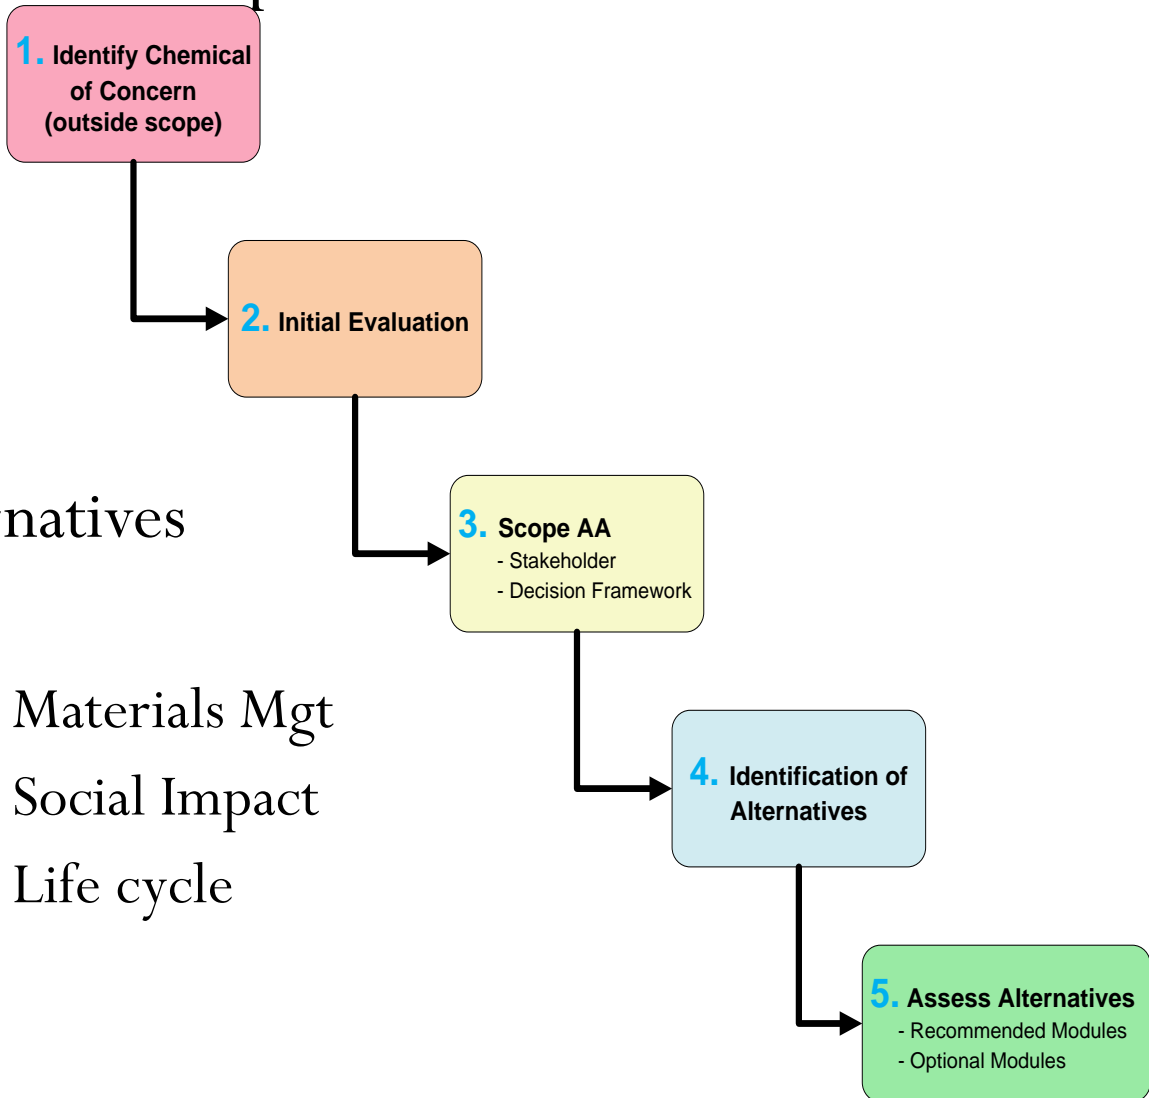 1. Identify Chemical
of Concern
(outside scope)
2. Initial Evaluation
rnatives
3. Scope AA
- Stakeholder
- Decision Framework
Materials Mgt
Social Impact
Life cycle
4. Identification of
Alternatives
5. Assess Alternatives
- Recommended Modules
- Optional Modules